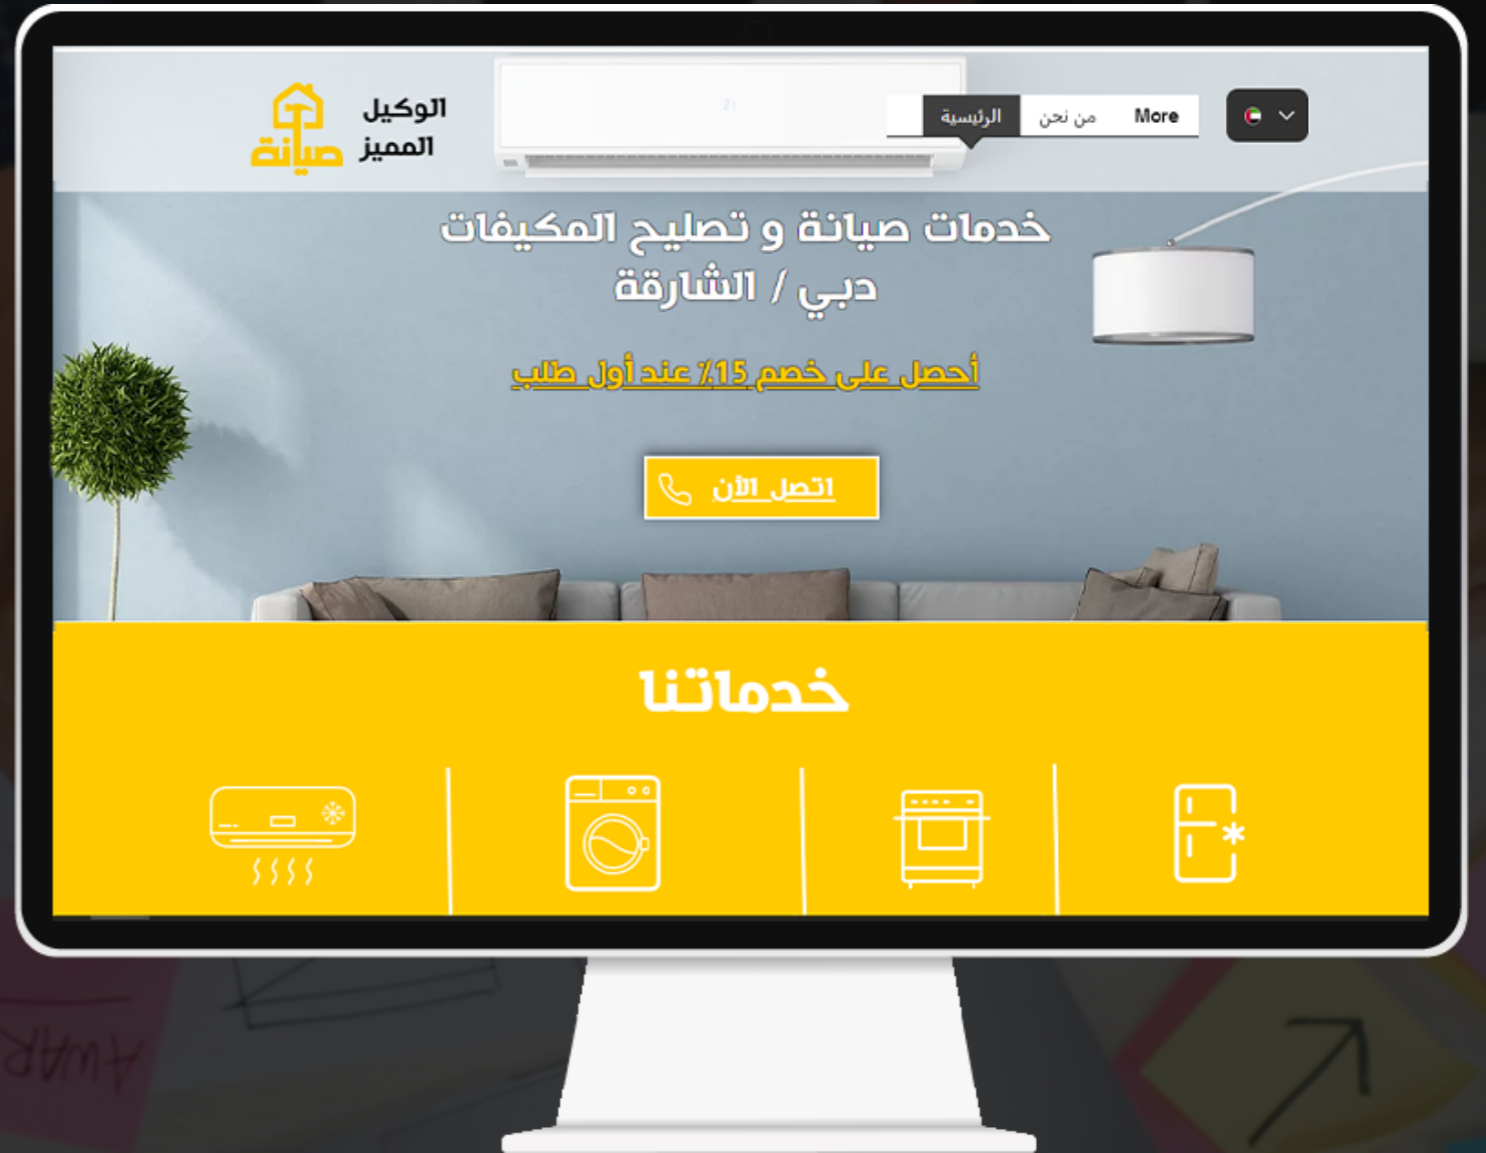 الوكيل
المميز
صيانة
الرئيسية
من نحن
More
خدمات صيانة و تصليح المكيفات
دبي / الشارقة
أحصل على خصم 15٪ عند أول طلب
اتصل الأن
خدماتنا